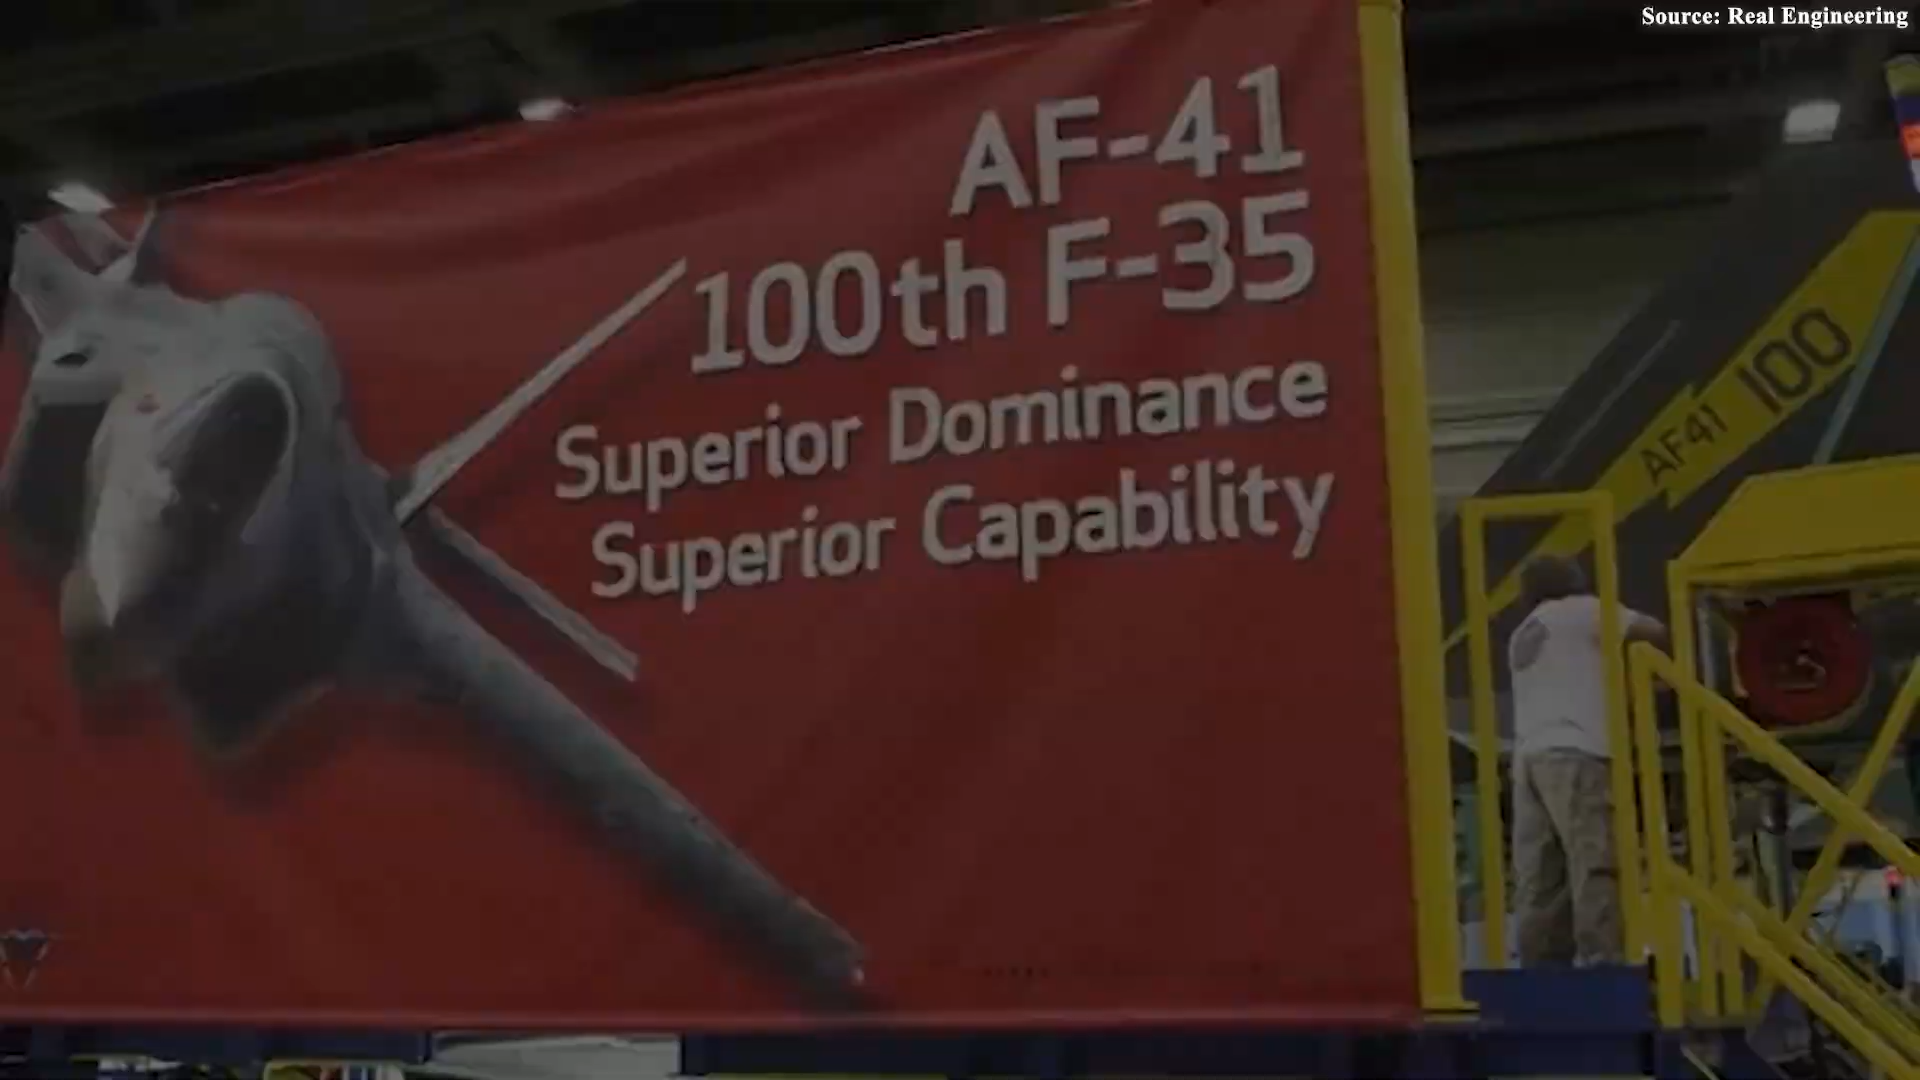 Source: Real Engineering
AF-41
100th F-35
Superior Dominance
Superior Capability
AF41 100